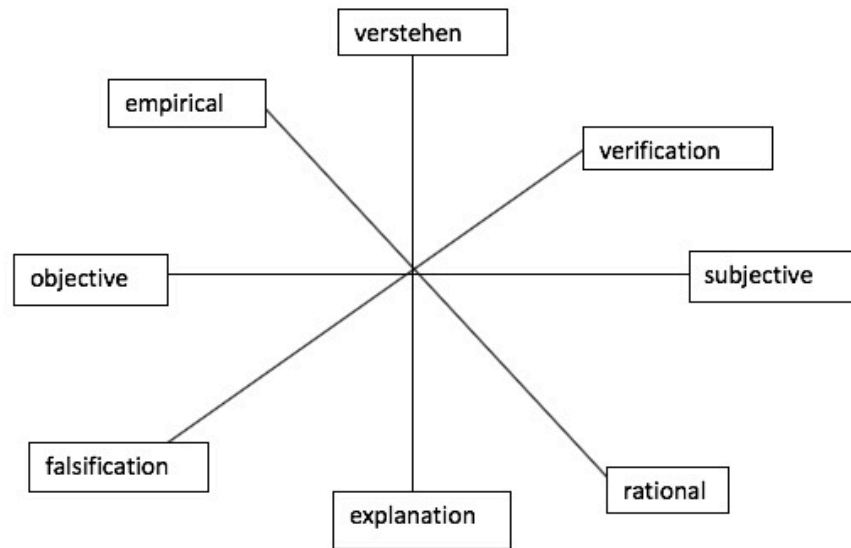 verstehen
empirical
verification
objective
subjective
falsification
rational
explanation